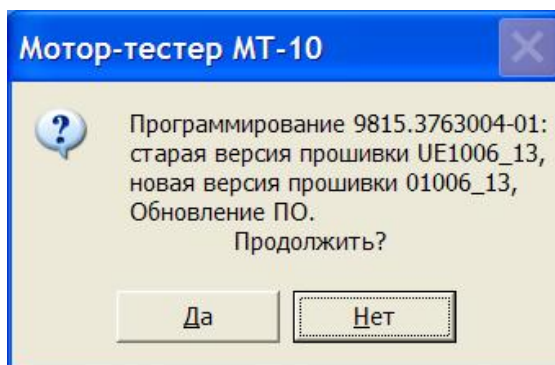 Мотор-тестер МТ-10
Программирование 9815.3763004-01:
старая версия прошивки UE1006_13,
новая версия прошивки 01006_13,
Обновление ПО.
Продолжить?
Да
Нет